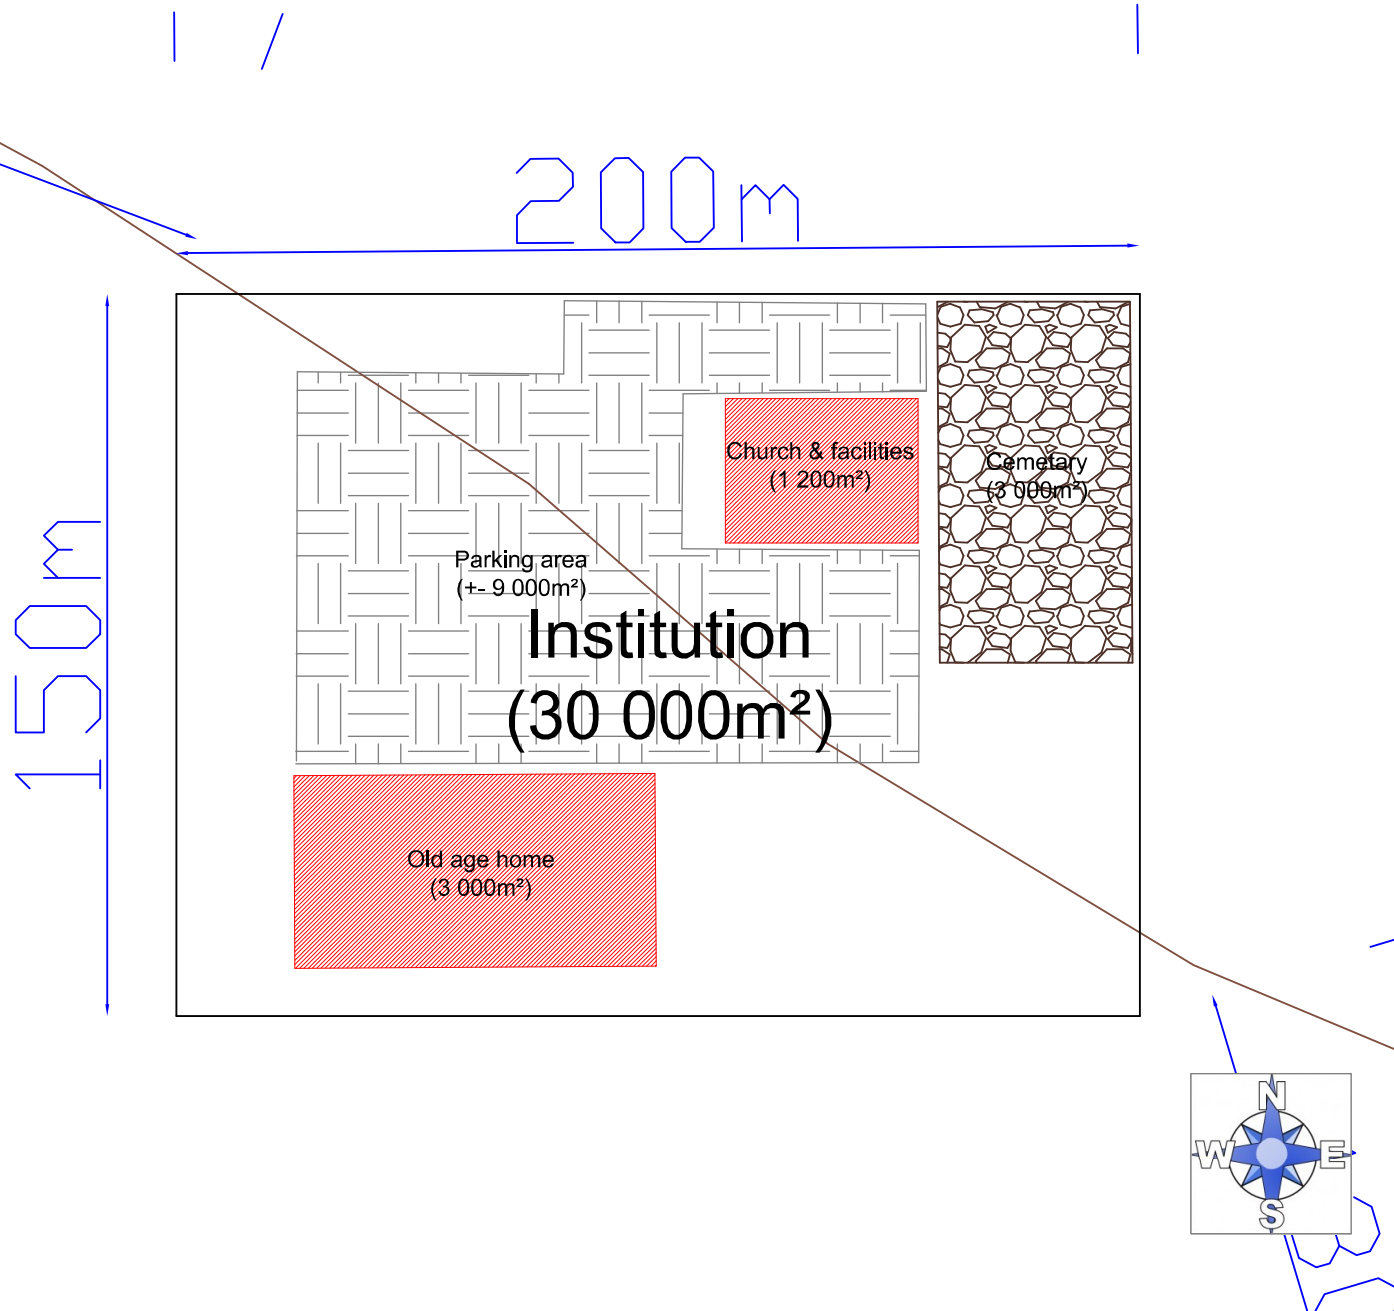 200m
150m
Church & facilities
(1 200m²)
Cemetary
(3 000m²)
Parking area
(+- 9 000m²)
Institution
(30 000m²)
Old age home
(3 000m²)
N
W E
S